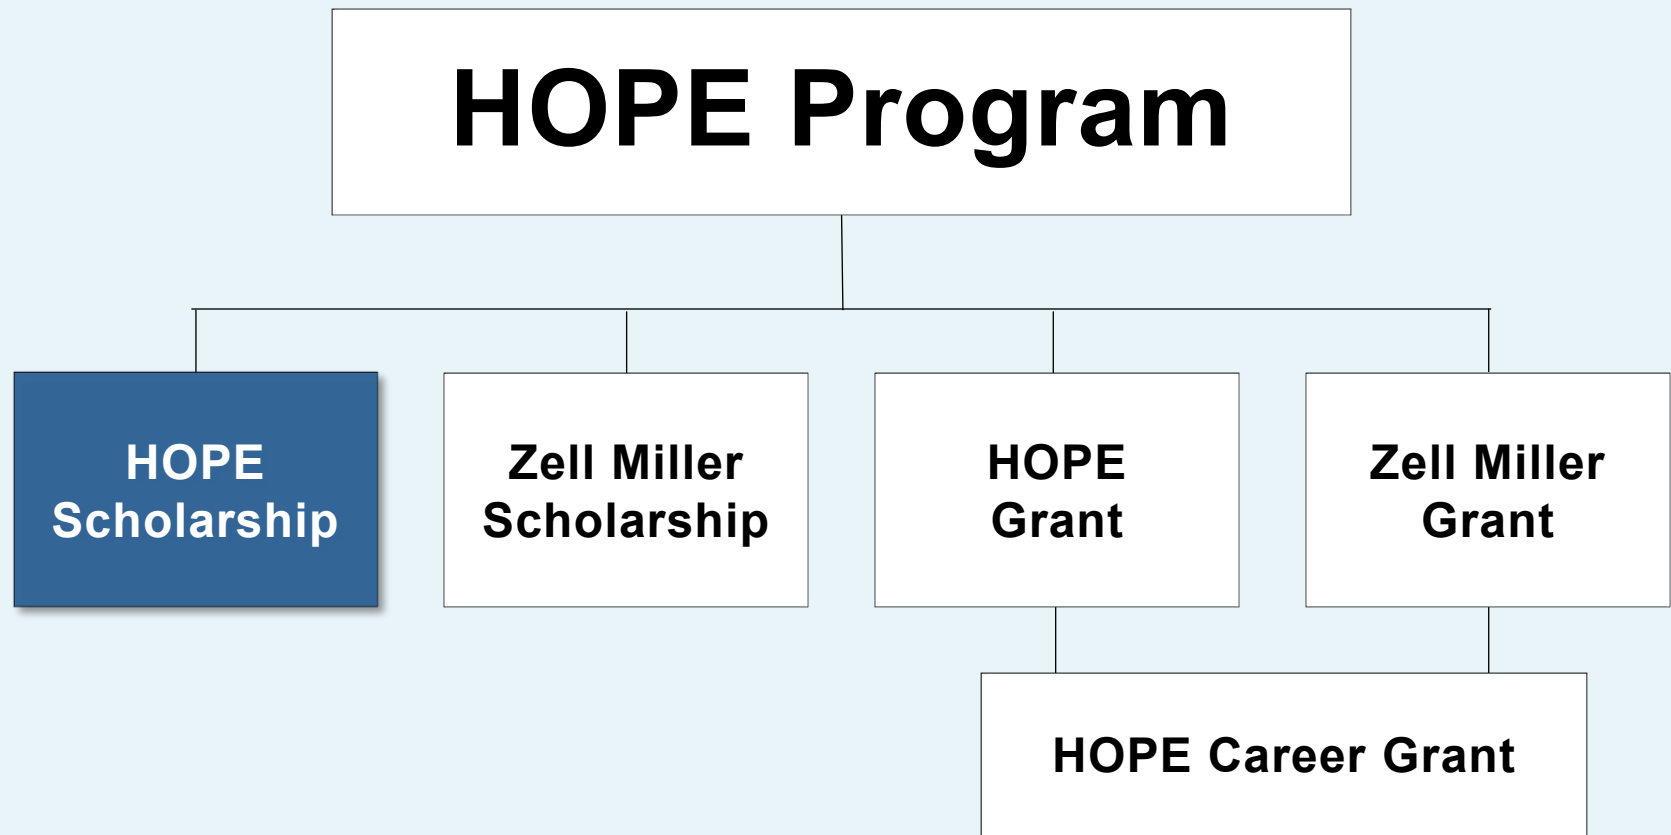 HOPE Program
HOPE
Scholarship
Zell Miller
Scholarship
HOPE
Grant
Zell Miller
Grant
HOPE Career Grant